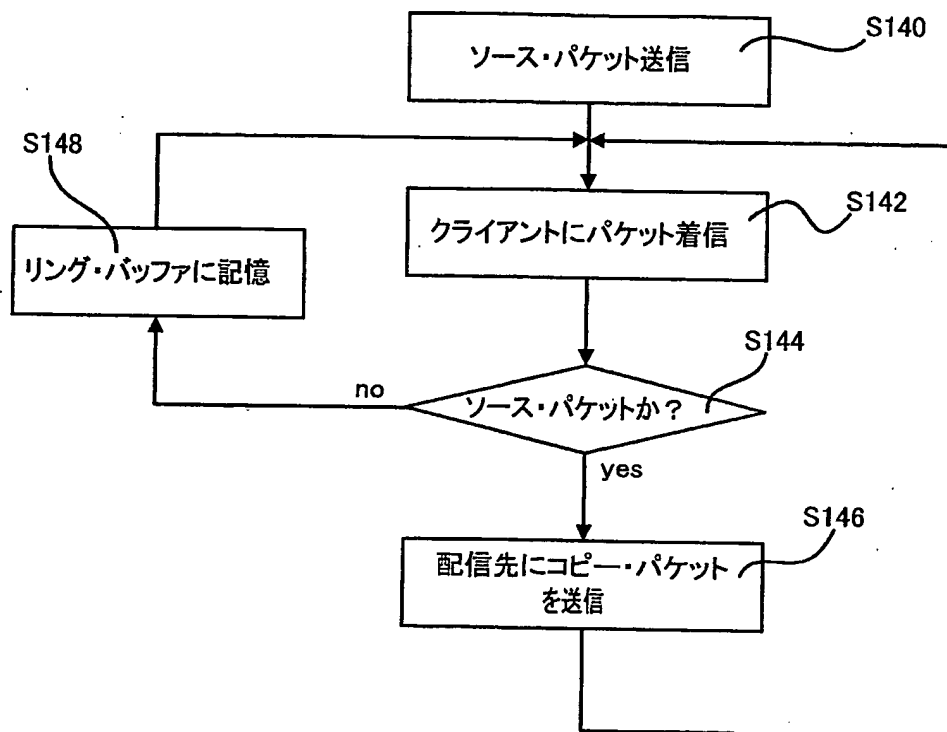 S140
ソース・パケット送信
S148
S142
クライアントにパケット着信
リング・バッファに記憶
S144
no
ソース・パケットか?
yes
S146
配信先にコピー・パケット
を送信